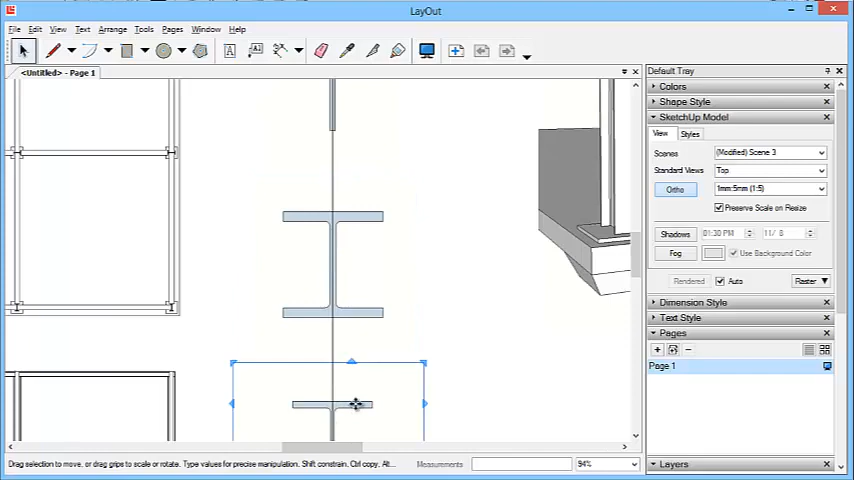 LayOut
File Edit View Text Arrange Tools Pages Window Help
<Untitled> - Page 1
Default Tray
Colors
Shape Style
SketchUp Model
View Styles
Scenes (Modified) Scene 3
Standard Views Top
Ortho 1mm:5mm (1:5)
Preserve Scale on Resize
Shadows 01:30 PM 11/ 8
Fog Use Background Color
Rendered Auto Raster
Dimension Style
Text Style
Pages
Page 1
Layers
Drag selection to move, or drag grips to scale or rotate. Type values for precise manipulation. Shift constrain, Ctrl copy, Alt... Measurements 94%